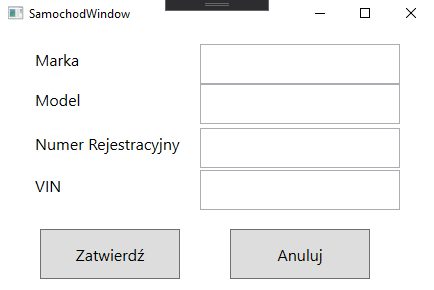 SamochodWindow
Marka
Model
Numer Rejestracyjny
VIN
Zatwierdź Anuluj